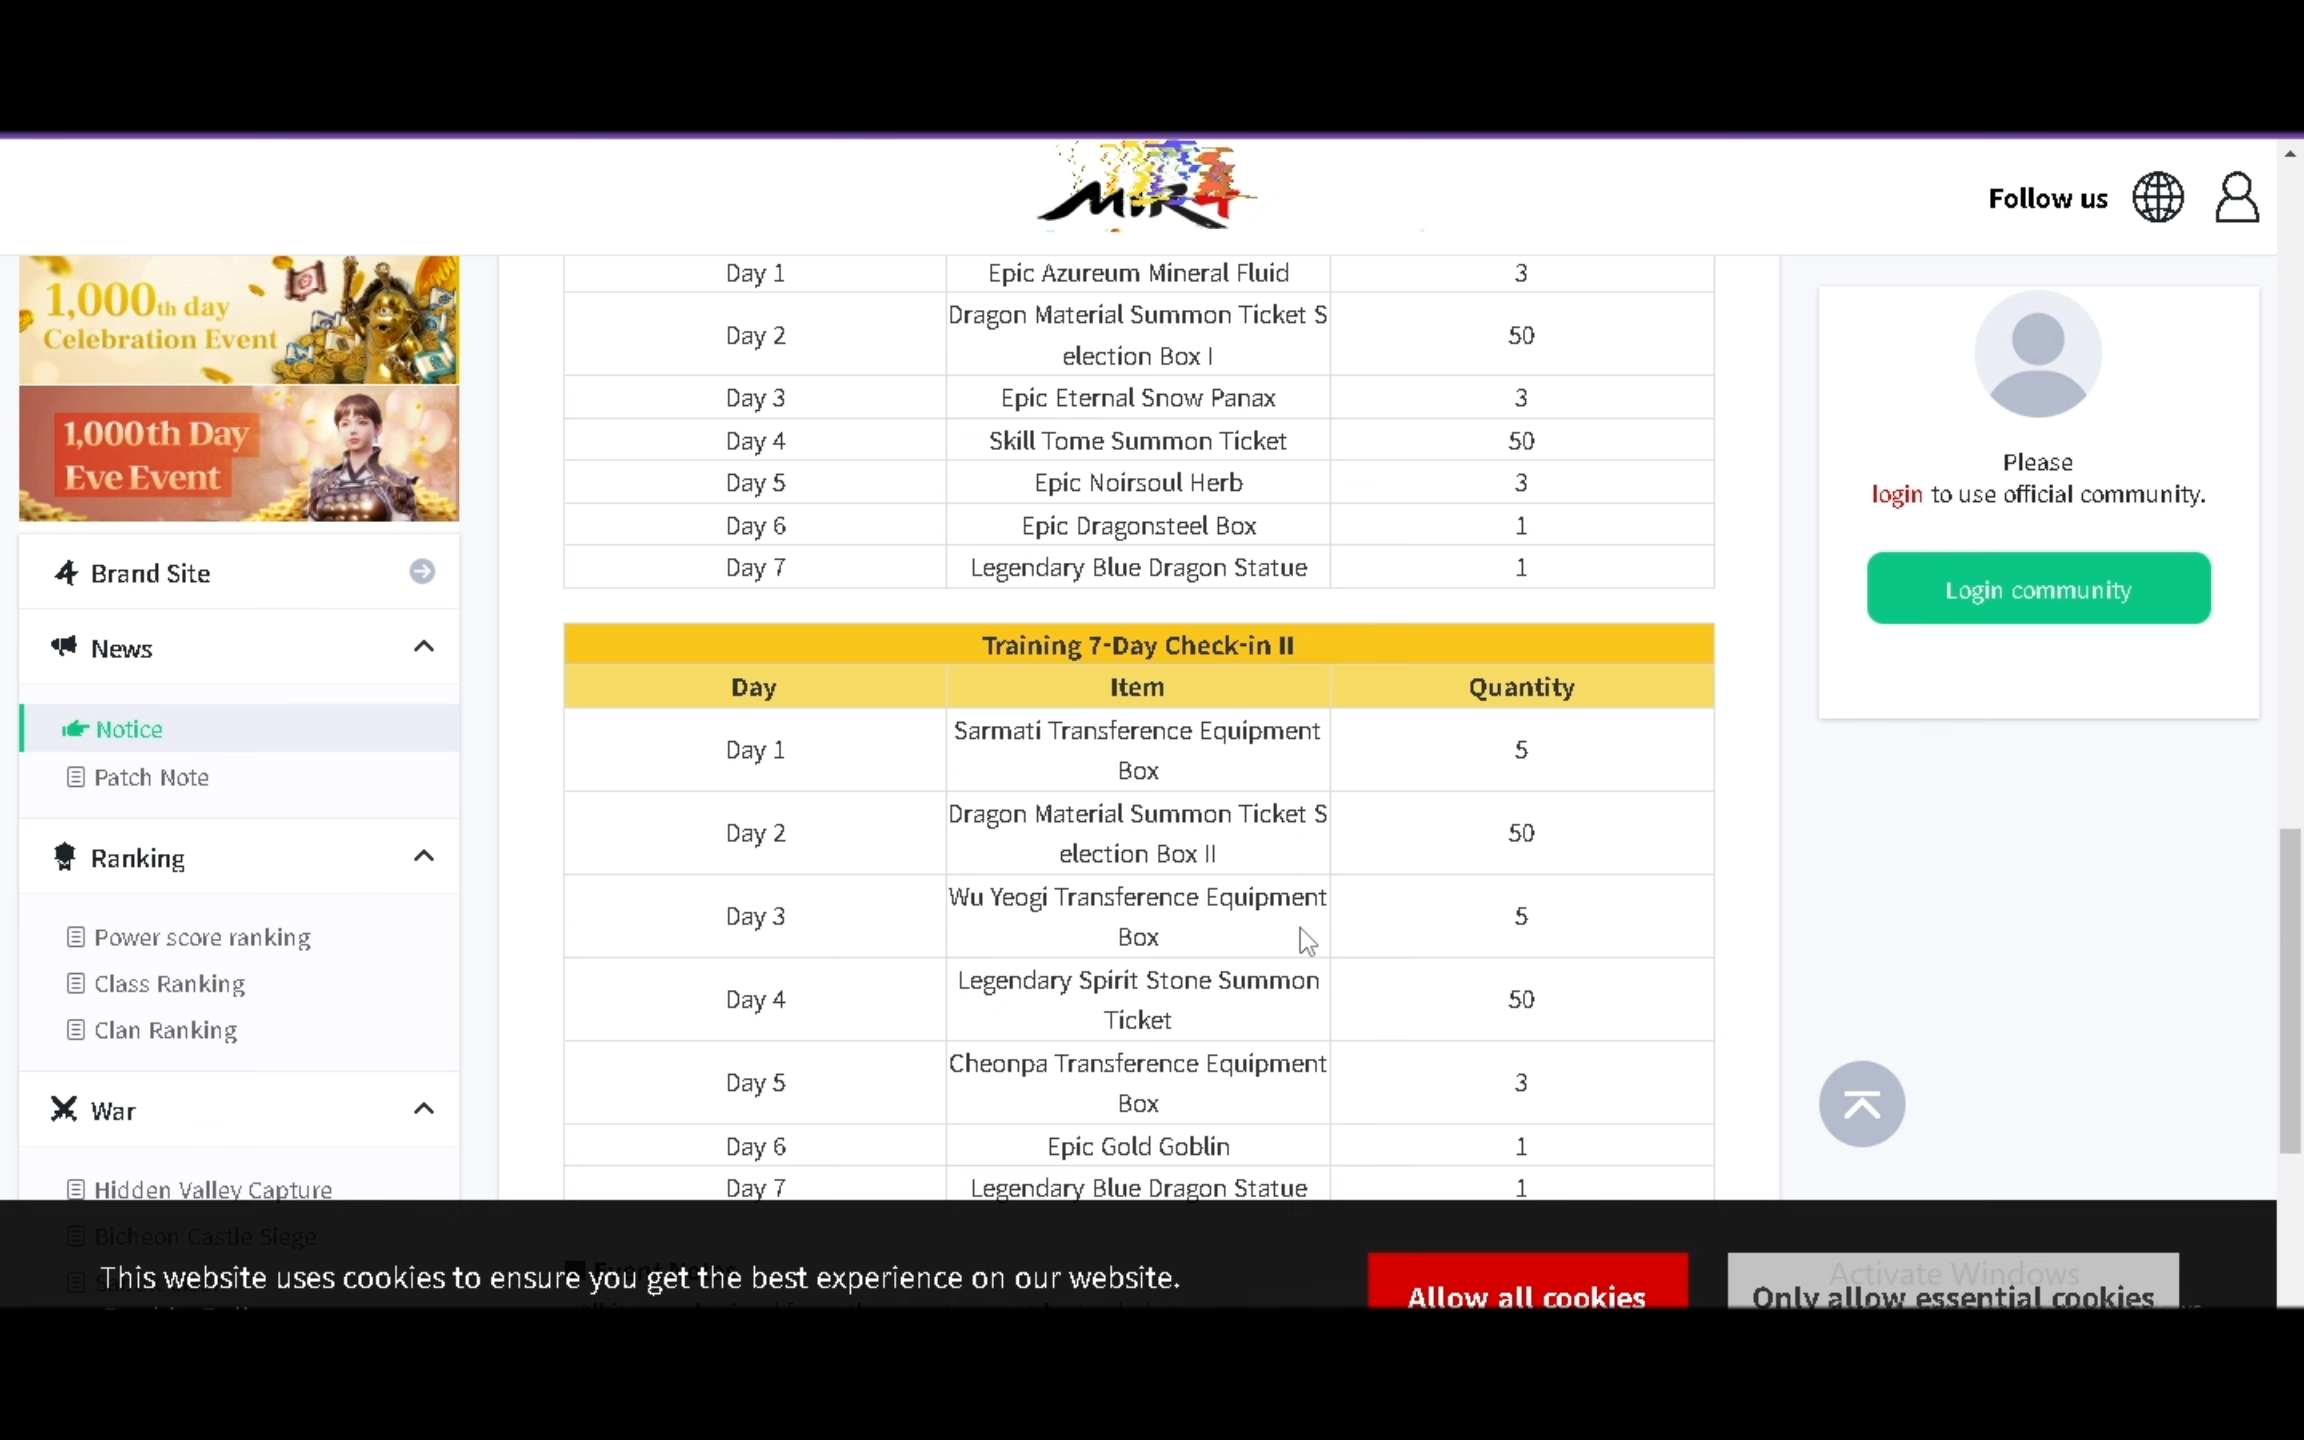 MIR4
Follow us
1,000th day
Celebration Event
1,000th Day
Eve Event
Brand Site
News
Notice
Patch Note
Ranking
Power score ranking
Class Ranking
Clan Ranking
War
Hidden Valley Capture
Bicheon Castle Siege
Day 1 Epic Azureum Mineral Fluid 3
Dragon Material Summon Ticket S
Day 2 50
election Box I
Day 3 Epic Eternal Snow Panax 3
Day 4 Skill Tome Summon Ticket 50
Day 5 Epic Noirsoul Herb 3
Day 6 Epic Dragonsteel Box 1
Day 7 Legendary Blue Dragon Statue 1
Training 7-Day Check-in II
Day Item Quantity
Sarmati Transference Equipment
Day 1 5
Box
Dragon Material Summon Ticket S
Day 2 50
election Box II
Wu Yeogi Transference Equipment
Day 3 5
Box
Legendary Spirit Stone Summon
Day 4 50
Ticket
Cheonpa Transference Equipment
Day 5 3
Box
Day 6 Epic Gold Goblin 1
Day 7 Legendary Blue Dragon Statue 1
Please
login to use official community.
Login community
This website uses cookies to ensure you get the best experience on our website.
Allow all cookies
Activate Windows
Only allow essential cookies